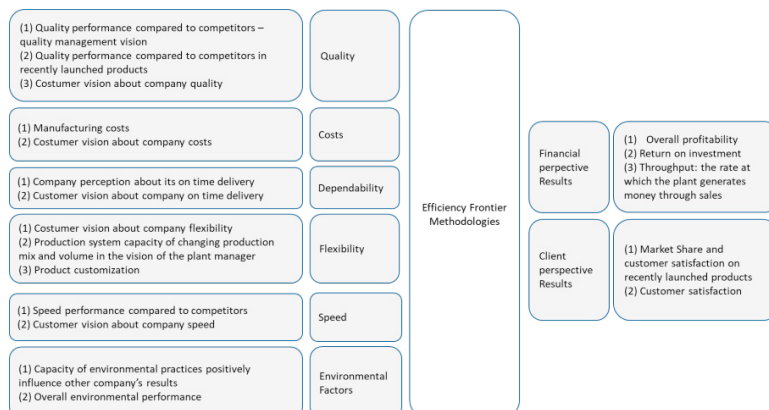 (1) Quality performance compared to competitors –
quality management vision
(2) Quality performance compared to competitors in
recently launched products
(3) Costumer vision about company quality
Quality
(1) Manufacturing costs
(2) Costumer vision about company costs
Costs
(1) Company perception about its on time delivery
(2) Customer vision about company on time delivery
Dependability
(1) Costumer vision about company flexibility
(2) Production system capacity of changing production
mix and volume in the vision of the plant manager
(3) Product customization
Flexibility
(1) Speed performance compared to competitors
(2) Customer vision about company speed
Speed
(1) Capacity of environmental practices positively
influence other company's results
(2) Overall environmental performance
Environmental
Factors
Efficiency Frontier
Methodologies
Financial
perpective
Results
(1) Overall profitability
(2) Return on investment
(3) Throughput: the rate at
which the plant generates
money through sales
Client
perspective
Results
(1) Market Share and
customer satisfaction on
recently launched products
(2) Customer satisfaction